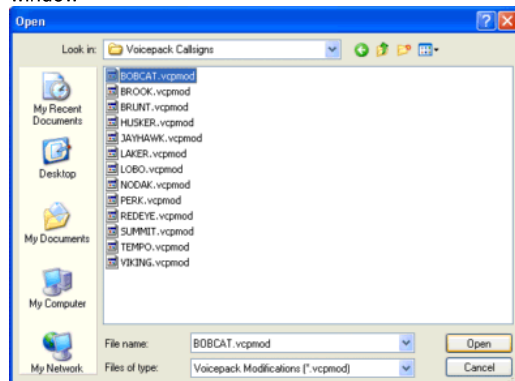 Open
Look in: Voicepack Callsigns
My Recent
Documents
Desktop
My Documents
My Computer
My Network
BOBCAT.vcpmod
BROOK.vcpmod
BRUNT.vcpmod
HUSKER.vcpmod
JAYHAWK.vcpmod
LAKER.vcpmod
LOBO.vcpmod
NODAK.vcpmod
PERK.vcpmod
REDEYE.vcpmod
SUMMIT.vcpmod
TEMPO.vcpmod
VIKING.vcpmod
File name: BOBCAT.vcpmod Open
Files of type: Voicepack Modifications (*.vcpmod) Cancel